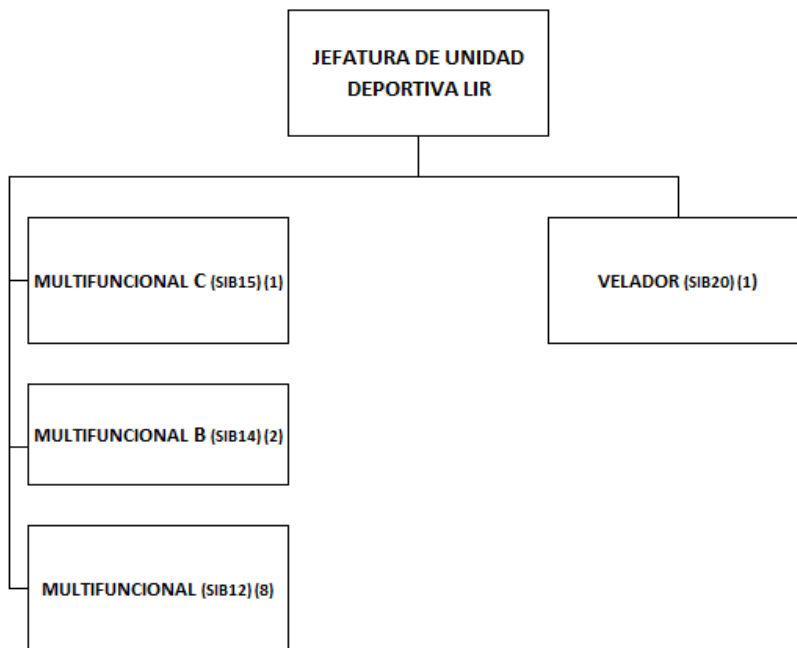 JEFATURA DE UNIDAD
DEPORTIVA LIR
MULTIFUNCIONAL C (SIB15) (1)
VELADOR (SIB20) (1)
MULTIFUNCIONAL B (SIB14) (2)
MULTIFUNCIONAL (SIB12) (8)